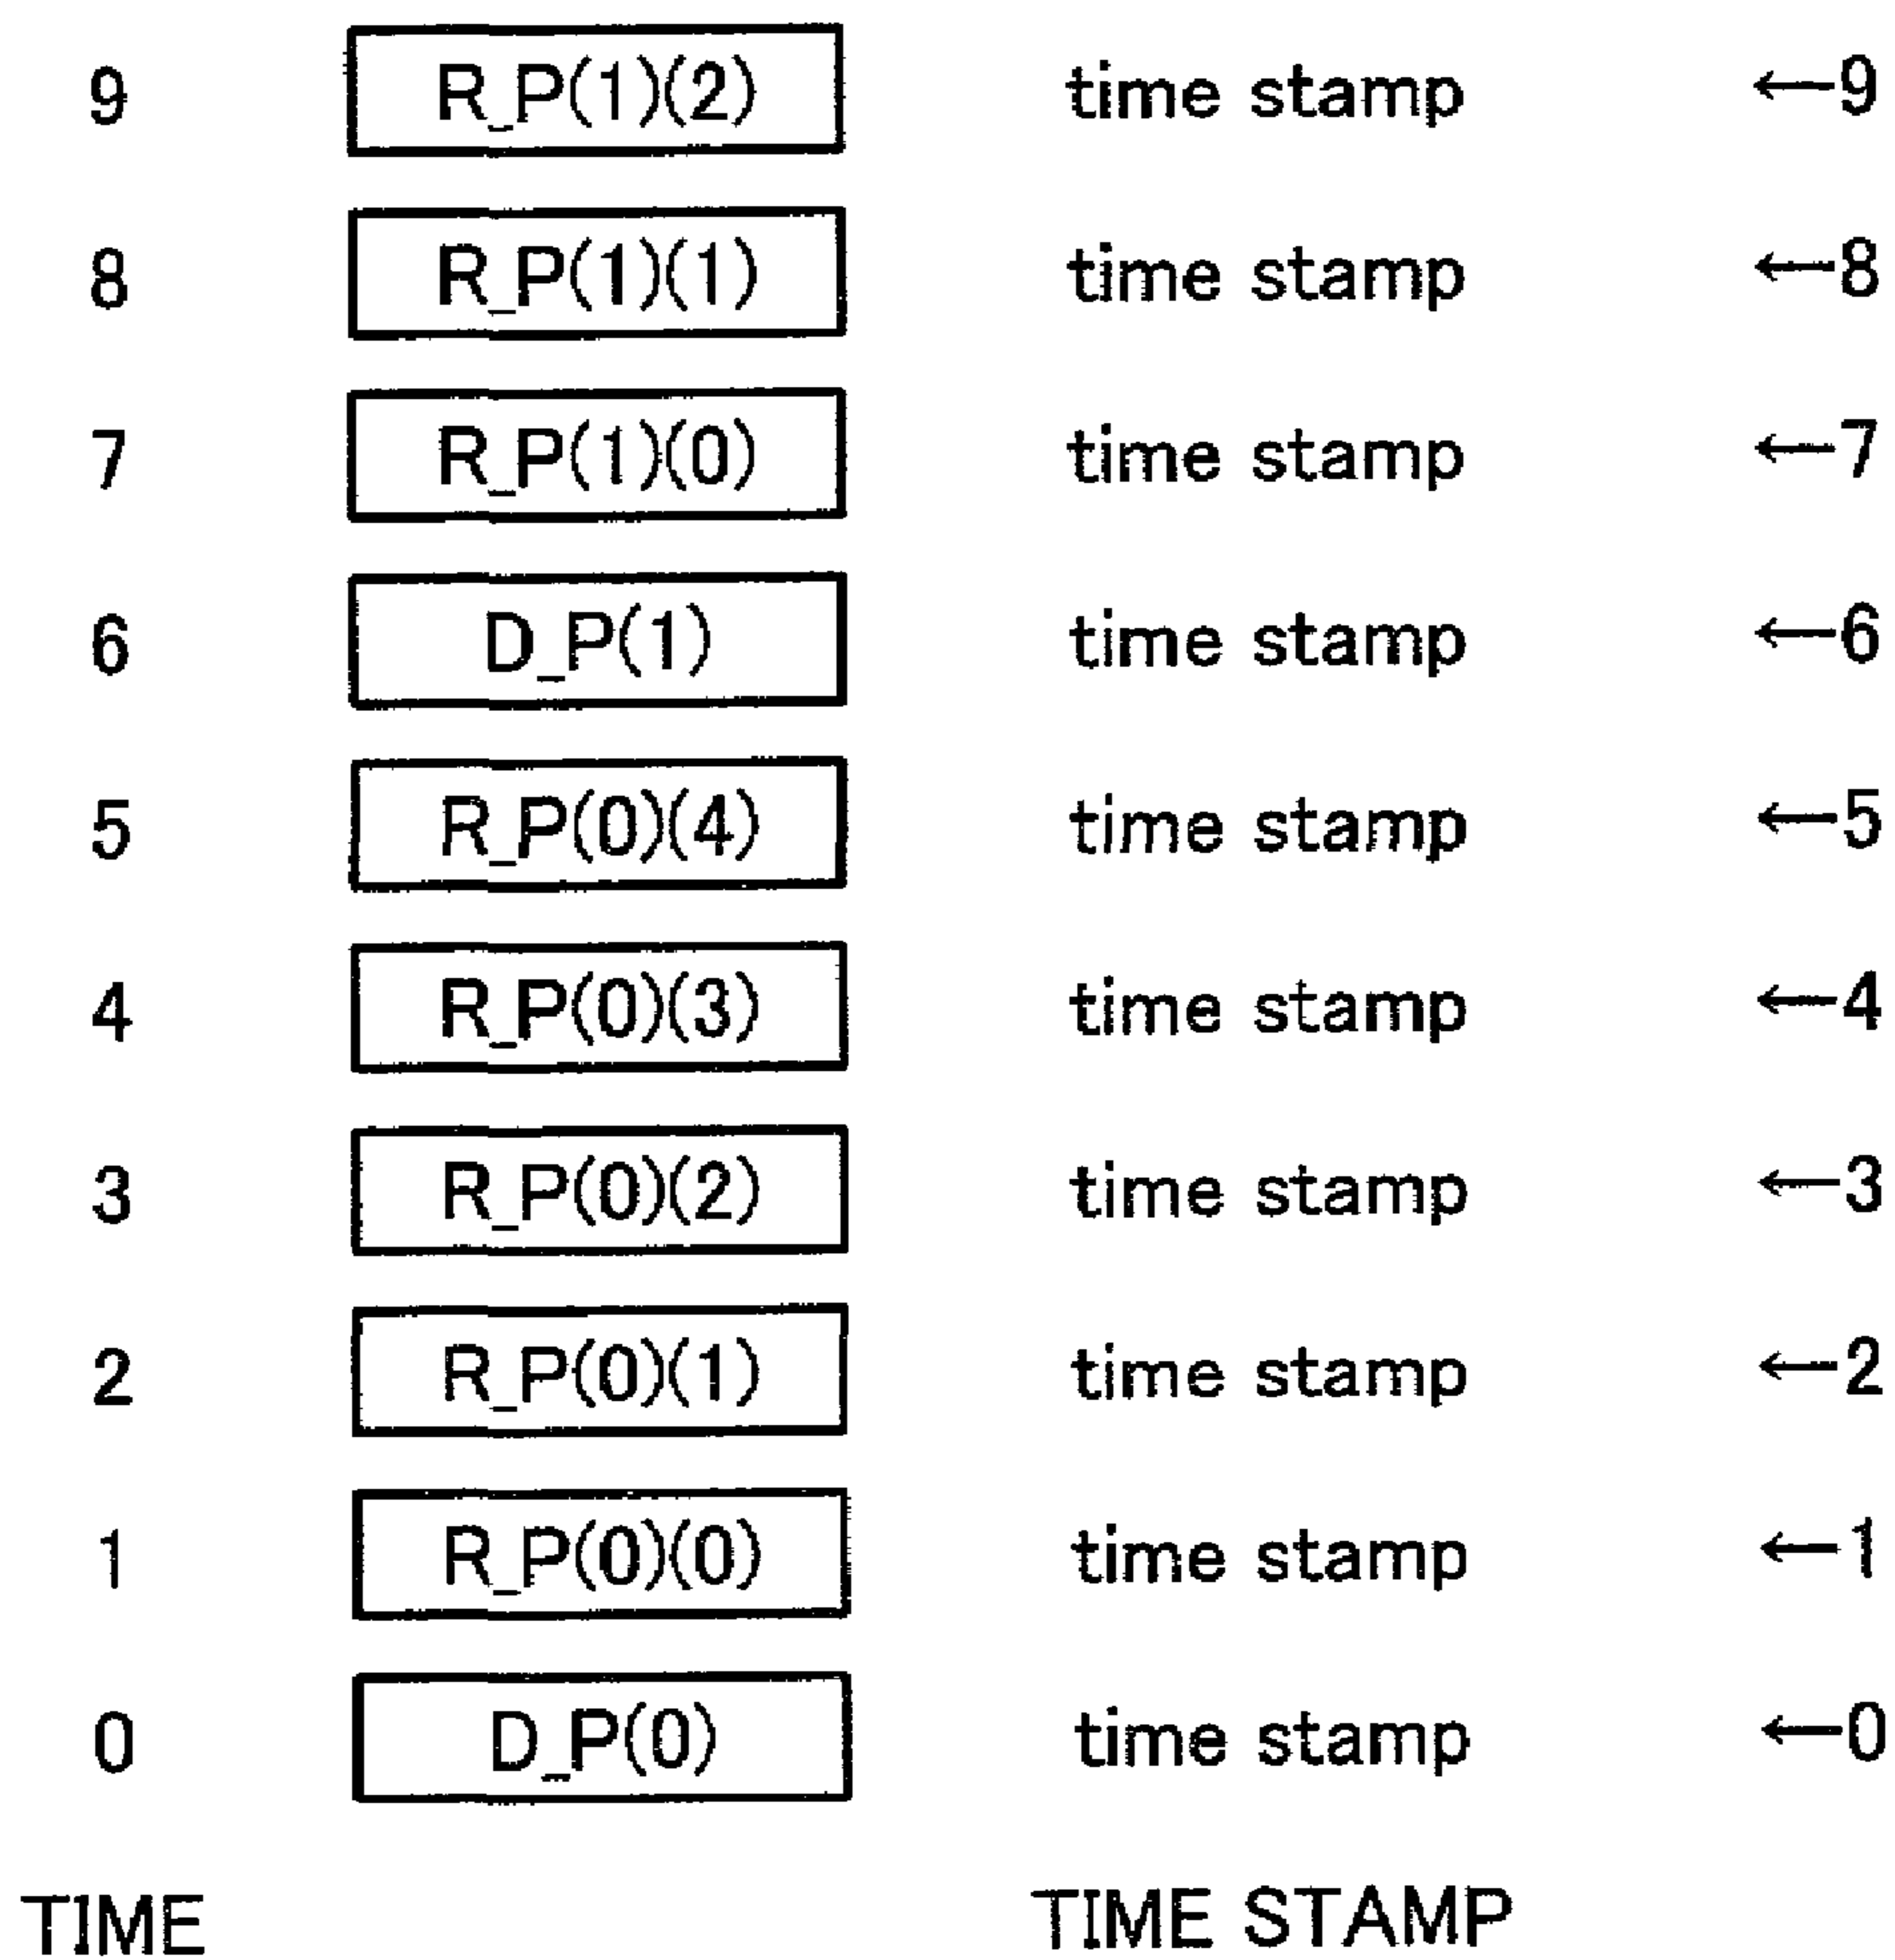 9 R_P(1)(2) time stamp ←9
8 R_P(1)(1) time stamp ←8
7 R_P(1)(0) time stamp ←7
6 D_P(1) time stamp ←6
5 R_P(0)(4) time stamp ←5
4 R_P(0)(3) time stamp ←4
3 R_P(0)(2) time stamp ←3
2 R_P(0)(1) time stamp ←2
1 R_P(0)(0) time stamp ←1
0 D_P(0) time stamp ←0
TIME TIME STAMP